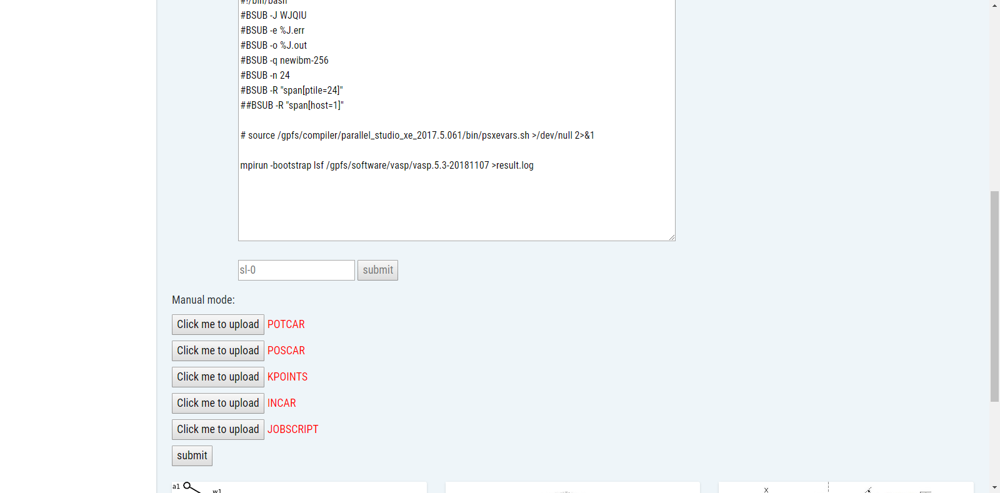 #!/bin/bash
#BSUB -J WJQIU
#BSUB -e %J.err
#BSUB -o %J.out
#BSUB -q newibm-256
#BSUB -n 24
#BSUB -R "span[ptile=24]"
##BSUB -R "span[host=1]"
# source /gpfs/compiler/parallel_studio_xe_2017.5.061/bin/psxevars.sh >/dev/null 2>&1
mpirun -bootstrap lsf /gpfs/software/vasp/vasp.5.3-20181107 >result.log
sl-0 submit
Manual mode:
Click me to upload POTCAR
Click me to upload POSCAR
Click me to upload KPOINTS
Click me to upload INCAR
Click me to upload JOBSCRIPT
submit
a1
w1
x